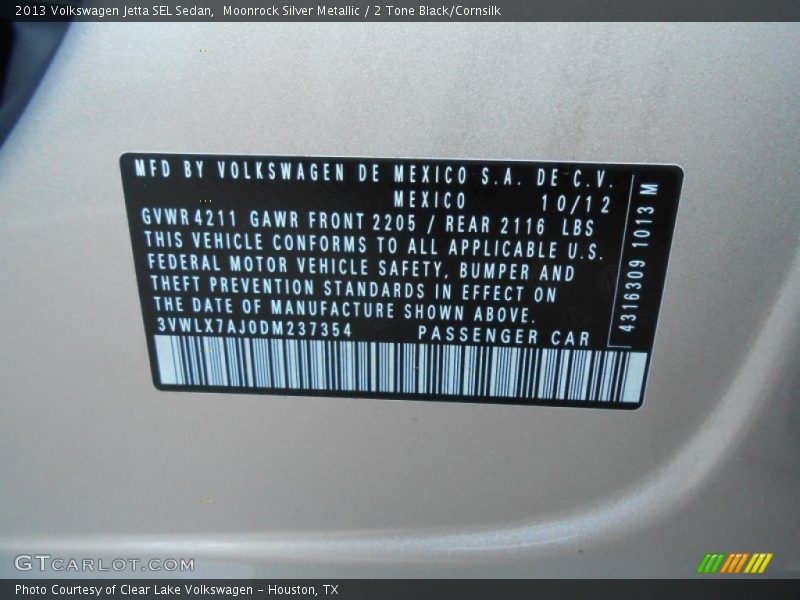 2013 Volkswagen Jetta SEL Sedan,  Moonrock Silver Metallic / 2 Tone Black/Cornsilk
MFD BY VOLKSWAGEN DE MEXICO S.A. DE C.V.
MEXICO 10/12
GVWR 4211 GAWR FRONT 2205 / REAR 2116 LBS
THIS VEHICLE CONFORMS TO ALL APPLICABLE U.S.
FEDERAL MOTOR VEHICLE SAFETY, BUMPER AND
THEFT PREVENTION STANDARDS IN EFFECT ON
THE DATE OF MANUFACTURE SHOWN ABOVE.
3VWLX7AJ0DM237354 PASSENGER CAR
4316309 1013 M
GTCARLOT.COM
Photo Courtesy of Clear Lake Volkswagen – Houston, TX